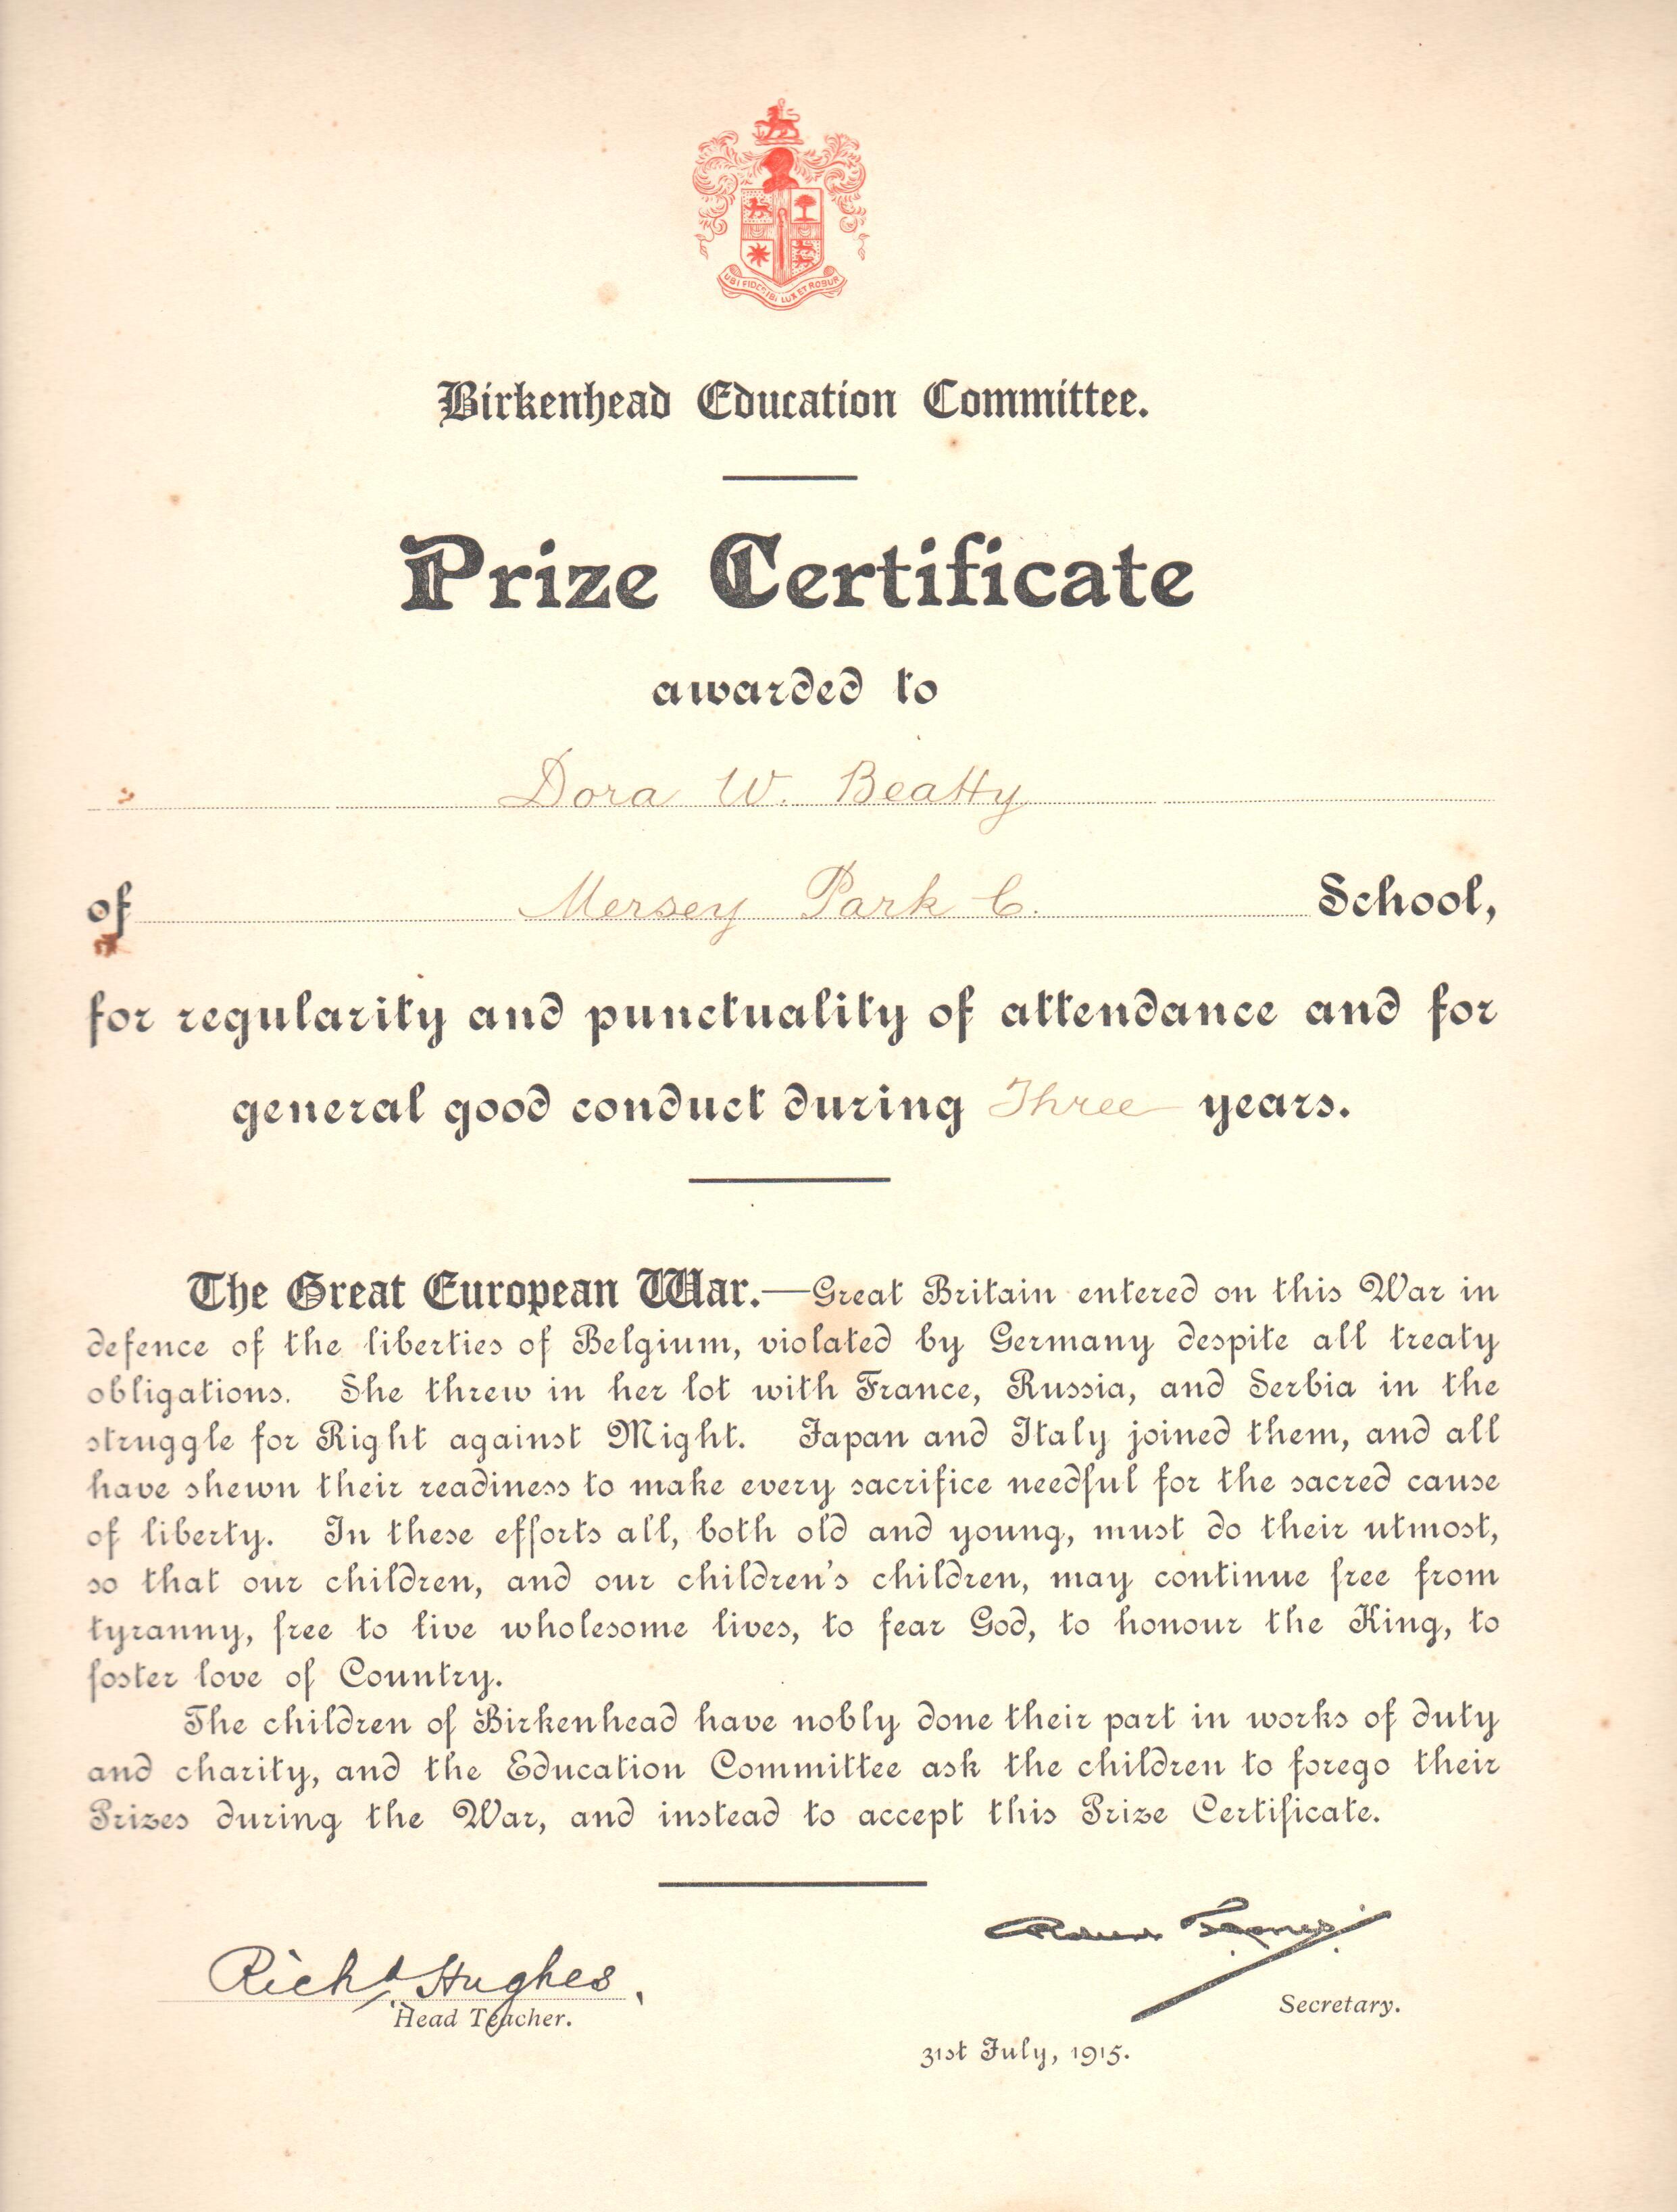 UBI FIDES IBI LUX ET ROBUR
Birkenhead Education Committee.
Prize Certificate
awarded to
Dora W. Beatty
of Mersey Park C. School,
for regularity and punctuality of attendance and for
general good conduct during Three years.
The Great European War.—Great Britain entered on this War in
defence of the liberties of Belgium, violated by Germany despite all treaty
obligations. She threw in her lot with France, Russia, and Serbia in the
struggle for Right against Might. Japan and Italy joined them, and all
have shewn their readiness to make every sacrifice needful for the sacred cause
of liberty. In these efforts all, both old and young, must do their utmost,
so that our children, and our children's children, may continue free from
tyranny, free to live wholesome lives, to fear God, to honour the King, to
foster love of Country.
The children of Birkenhead have nobly done their part in works of duty
and charity, and the Education Committee ask the children to forego their
Prizes during the War, and instead to accept this Prize Certificate.
Richd Hughes,
Head Teacher.
Secretary.
31st July, 1915.